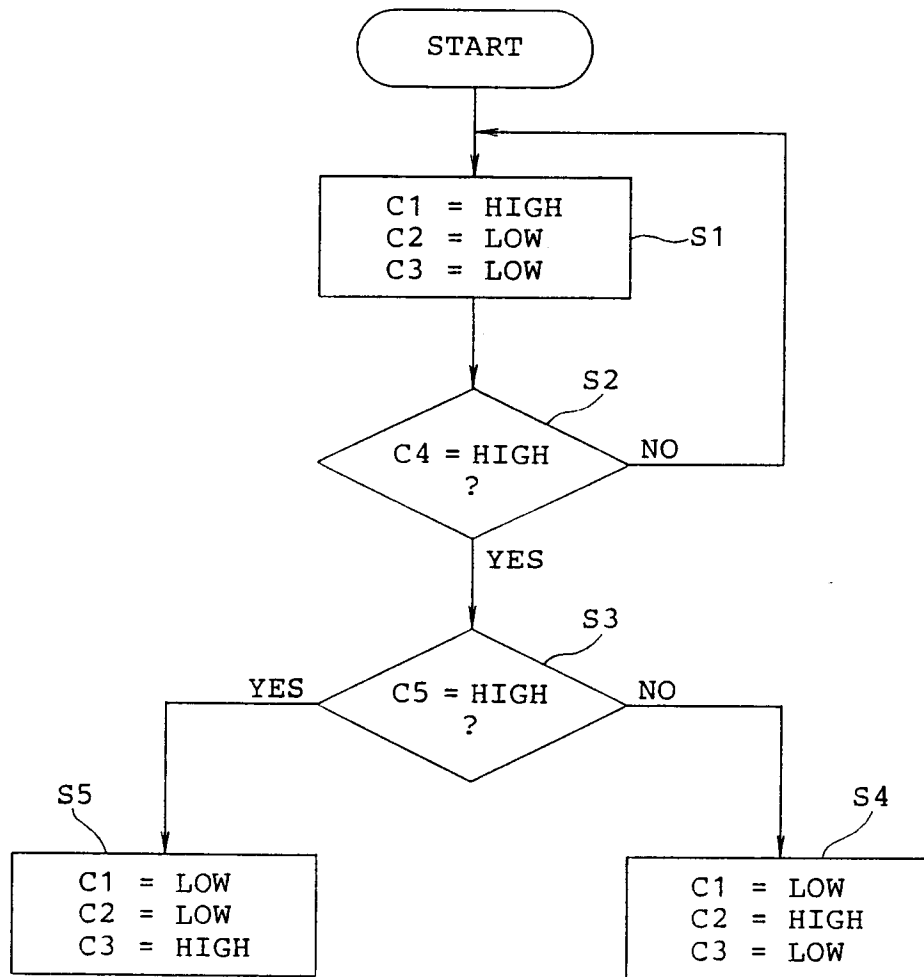 START
C1 = HIGH
C2 = LOW
C3 = LOW
S1
S2
C4 = HIGH
?
NO
YES
S3
C5 = HIGH
?
YES
NO
S5
C1 = LOW
C2 = LOW
C3 = HIGH
S4
C1 = LOW
C2 = HIGH
C3 = LOW